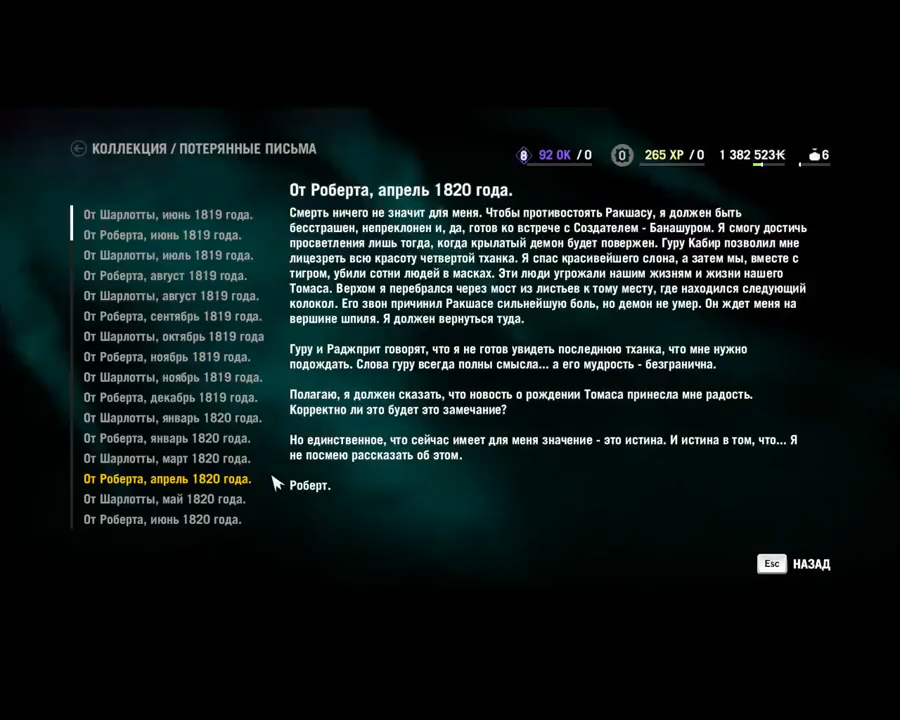 КОЛЛЕКЦИЯ / ПОТЕРЯННЫЕ ПИСЬМА
8 92 ОК / 0
0 265 XP / 0
1 382 523₭
6
От Шарлотты, июнь 1819 года.
От Роберта, июнь 1819 года.
От Шарлотты, июль 1819 года.
От Роберта, август 1819 года.
От Шарлотты, август 1819 года.
От Роберта, сентябрь 1819 года.
От Шарлотты, октябрь 1819 года
От Роберта, ноябрь 1819 года.
От Шарлотты, ноябрь 1819 года.
От Роберта, декабрь 1819 года.
От Шарлотты, январь 1820 года.
От Роберта, январь 1820 года.
От Шарлотты, март 1820 года.
От Роберта, апрель 1820 года.
От Шарлотты, май 1820 года.
От Роберта, июнь 1820 года.
От Роберта, апрель 1820 года.
Смерть ничего не значит для меня. Чтобы противостоять Ракшасу, я должен быть
бесстрашен, непреклонен и, да, готов ко встрече с Создателем - Банашуром. Я смогу достичь
просветления лишь тогда, когда крылатый демон будет повержен. Гуру Кабир позволил мне
лицезреть всю красоту четвертой тханка. Я спас красивейшего слона, а затем мы, вместе с
тигром, убили сотни людей в масках. Эти люди угрожали нашим жизням и жизни нашего
Томаса. Верхом я перебрался через мост из листьев к тому месту, где находился следующий
колокол. Его звон причинил Ракшасе сильнейшую боль, но демон не умер. Он ждет меня на
вершине шпиля. Я должен вернуться туда.
Гуру и Раджприт говорят, что я не готов увидеть последнюю тханка, что мне нужно
подождать. Слова гуру всегда полны смысла... а его мудрость - безгранична.
Полагаю, я должен сказать, что новость о рождении Томаса принесла мне радость.
Корректно ли это будет это замечание?
Но единственное, что сейчас имеет для меня значение - это истина. И истина в том, что... Я
не посмею рассказать об этом.
Роберт.
Esc НАЗАД